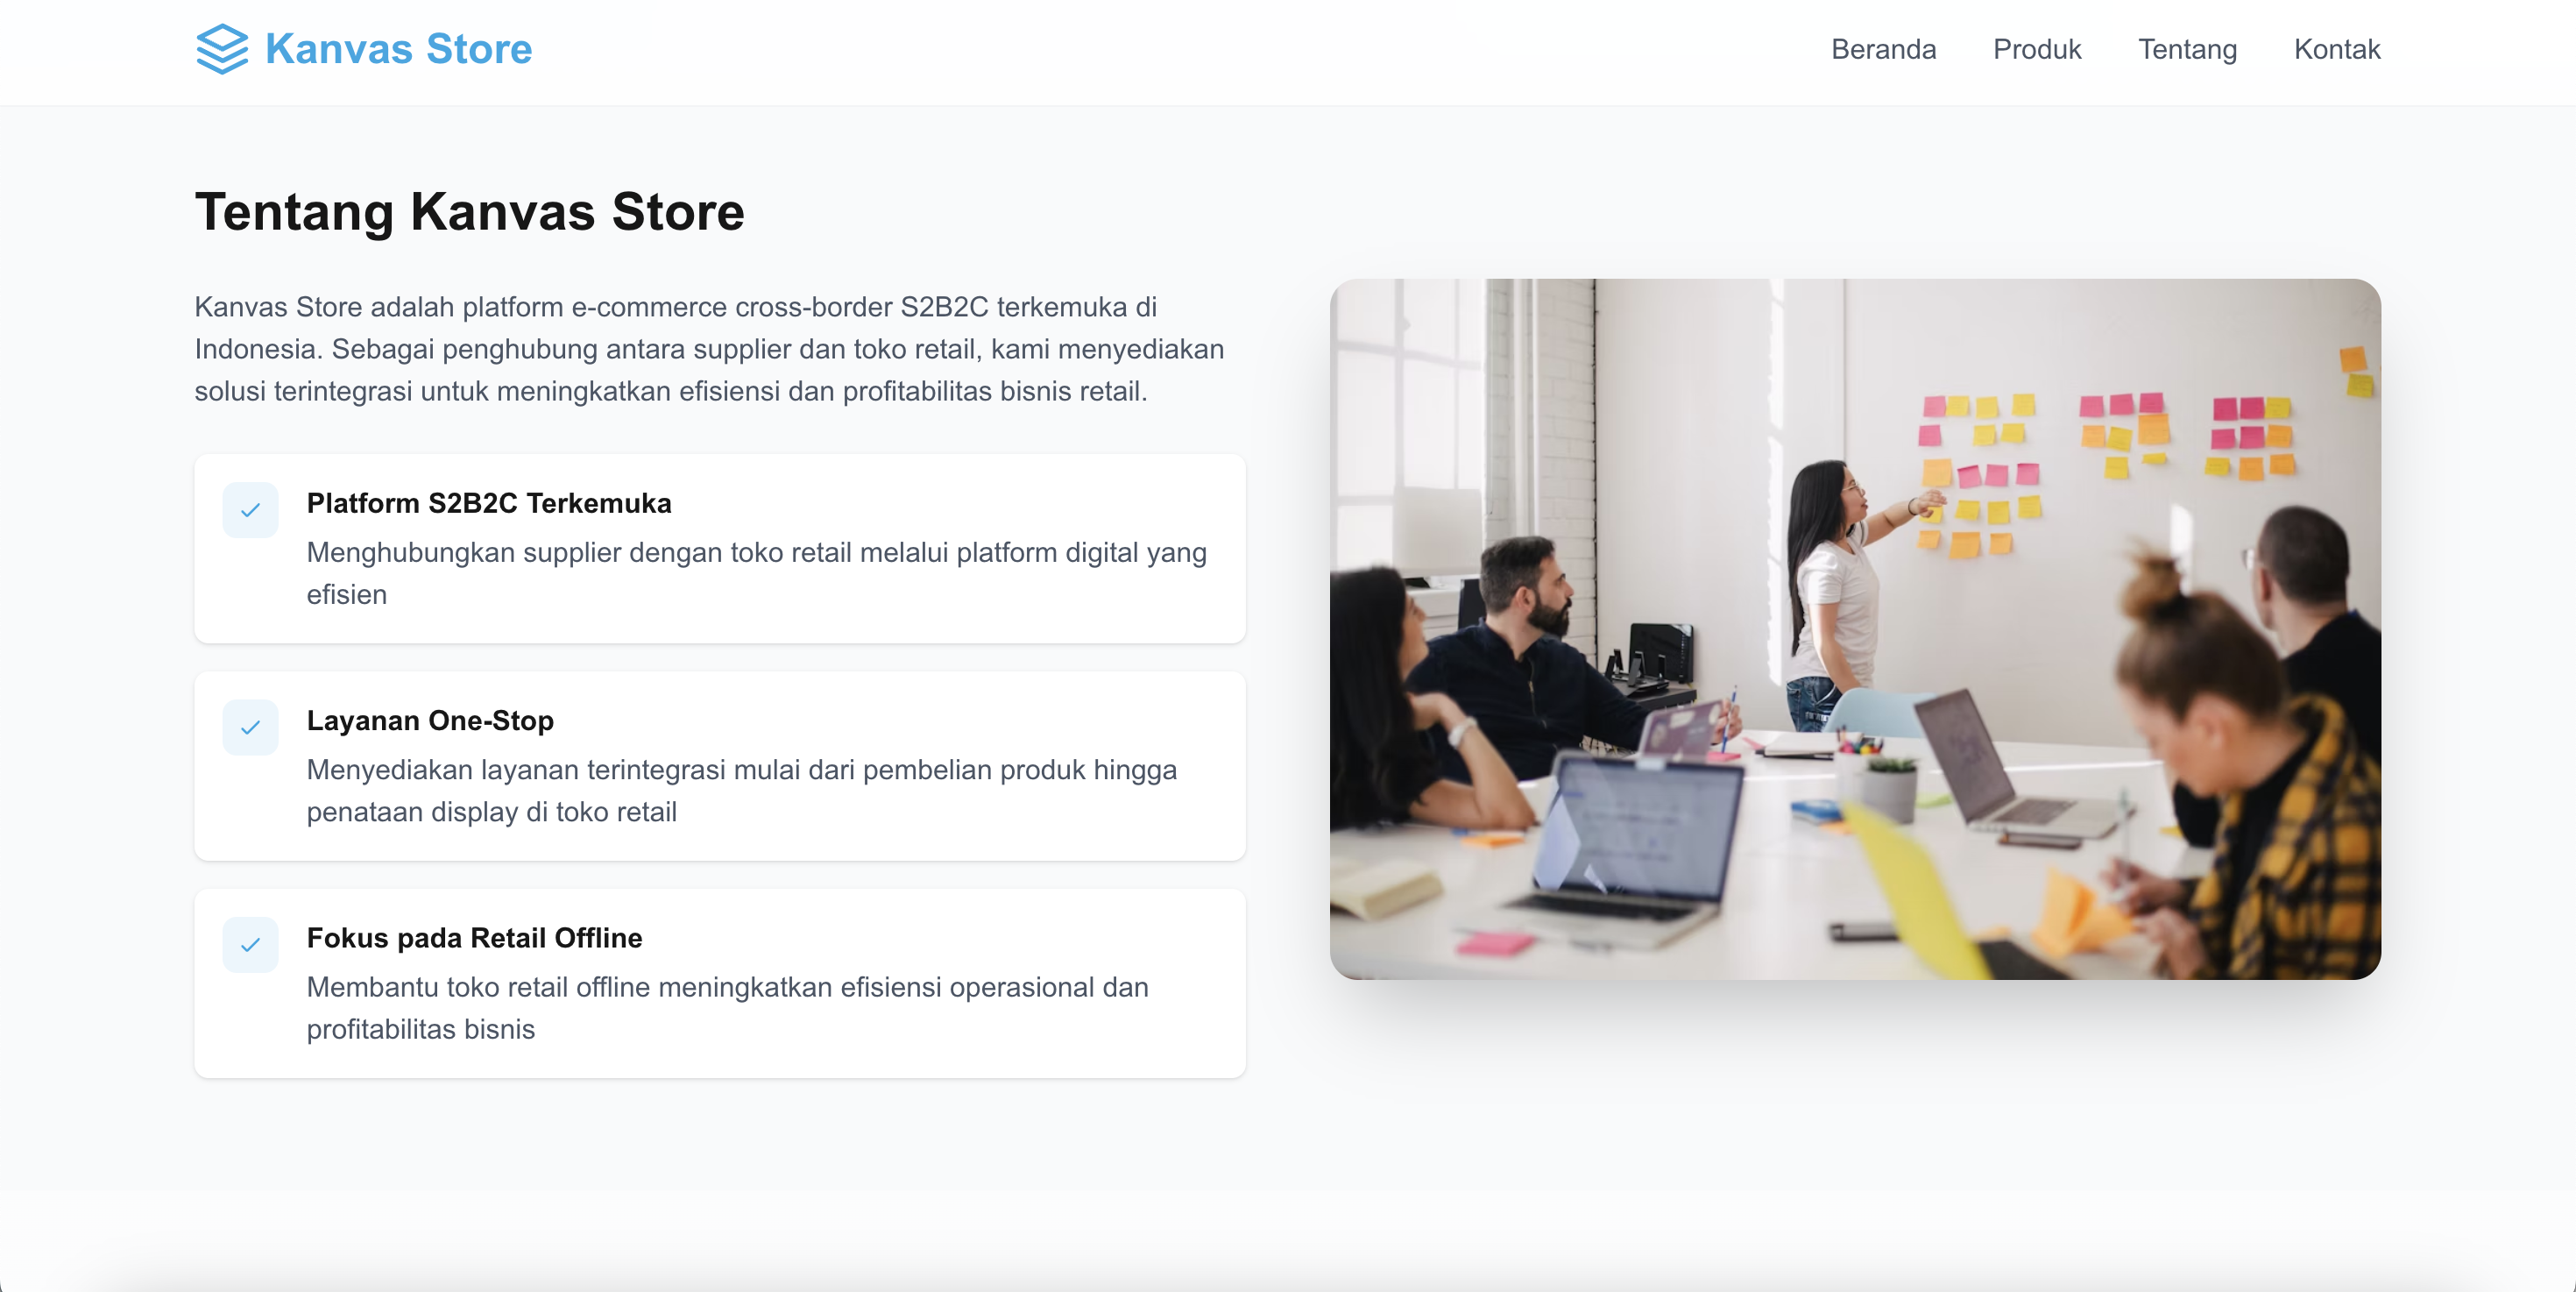 Kanvas Store
Beranda
Produk
Tentang
Kontak
Tentang Kanvas Store
Kanvas Store adalah platform e-commerce cross-border S2B2C terkemuka di
Indonesia. Sebagai penghubung antara supplier dan toko retail, kami menyediakan
solusi terintegrasi untuk meningkatkan efisiensi dan profitabilitas bisnis retail.
Platform S2B2C Terkemuka
Menghubungkan supplier dengan toko retail melalui platform digital yang
efisien
Layanan One-Stop
Menyediakan layanan terintegrasi mulai dari pembelian produk hingga
penataan display di toko retail
Fokus pada Retail Offline
Membantu toko retail offline meningkatkan efisiensi operasional dan
profitabilitas bisnis